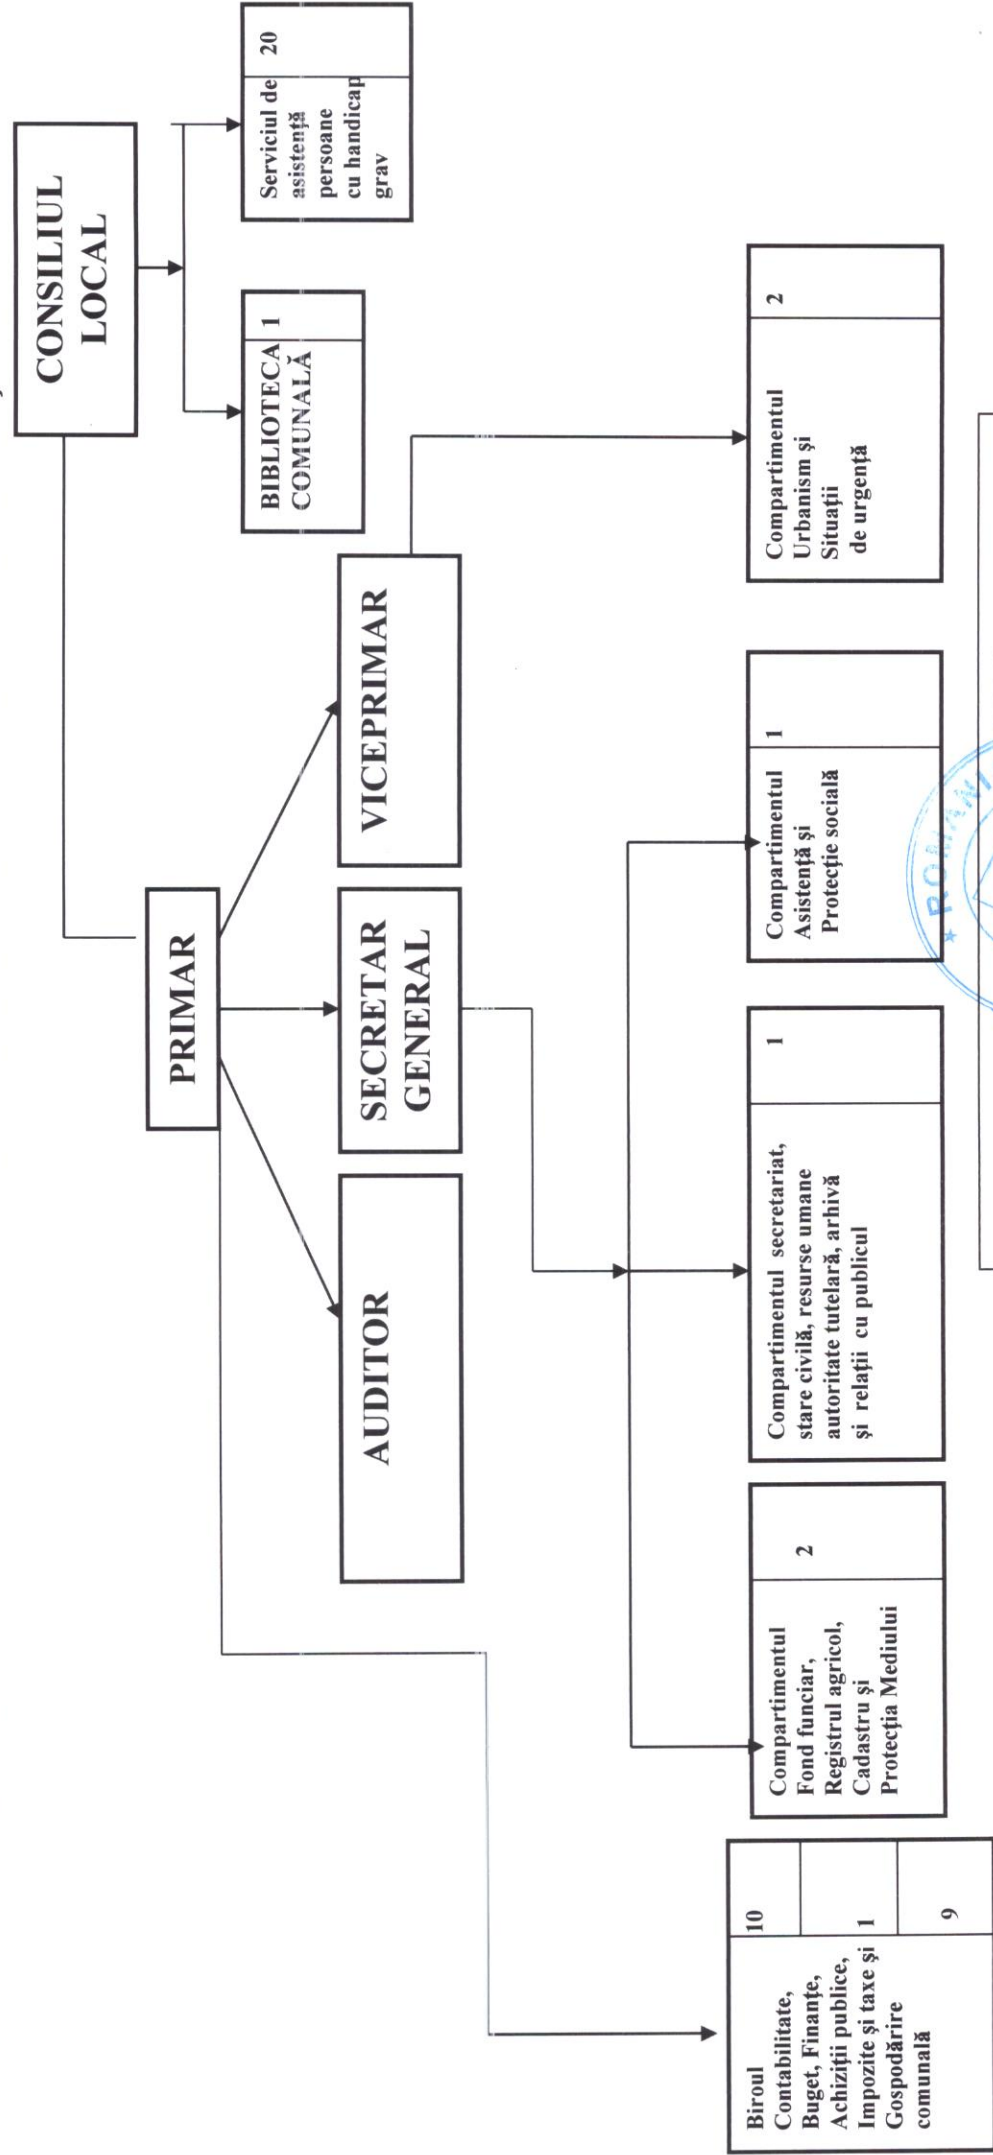 CONSILIUL
LOCAL
PRIMAR
BIBLIOTECA 1
COMUNALĂ
Serviciul de 20
asistență
persoane
cu handicap
grav
AUDITOR
SECRETAR
GENERAL
VICEPRIMAR
Biroul 10
Contabilitate,
Buget, Finanțe,
Achiziții publice,
Impozite și taxe și 1
Gospodărire
comunală 9
Compartimentul
Fond funciar, 2
Registrul agricol,
Cadastru și
Protecția Mediului
Compartimentul secretariat, 1
stare civilă, resurse umane
autoritate tutelară, arhivă
și relații cu publicul
Compartimentul 1
Asistență și
Protecție socială
Compartimentul 2
Urbanism și
Situații
de urgență
* ROMÂNI